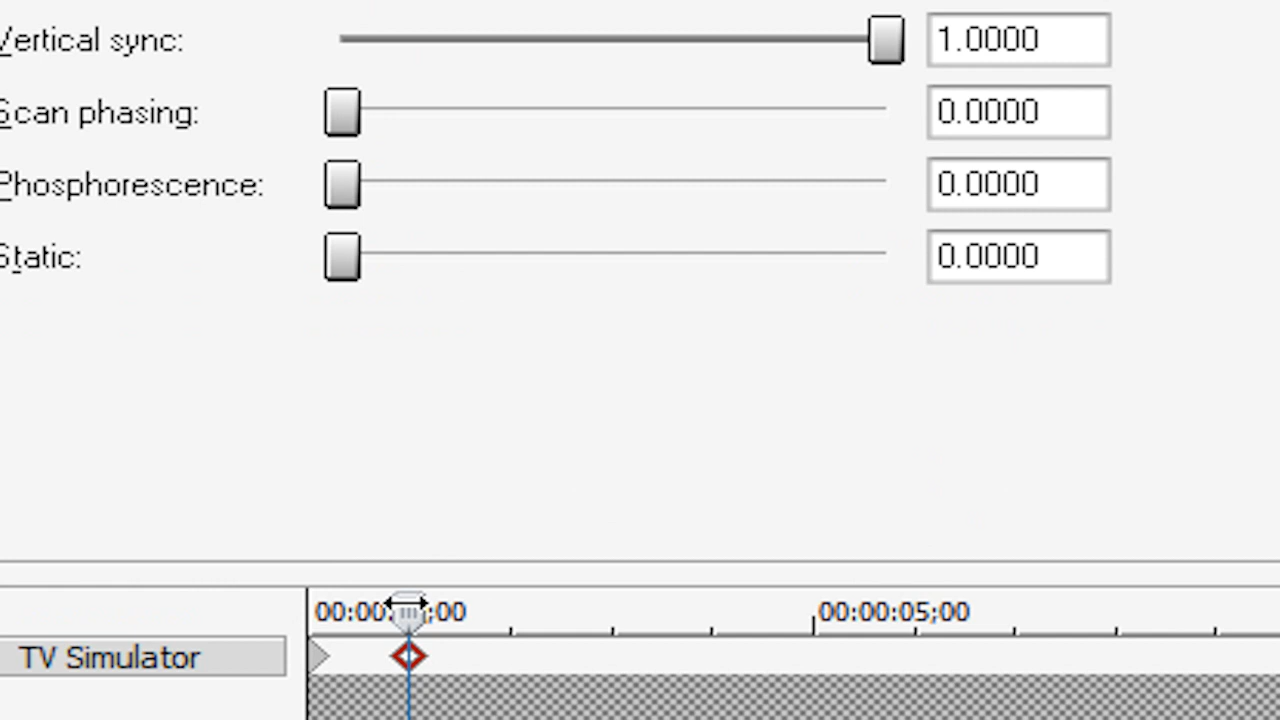 Vertical sync: 1.0000
Scan phasing: 0.0000
Phosphorescence: 0.0000
Static: 0.0000
00:00:05;00
TV Simulator